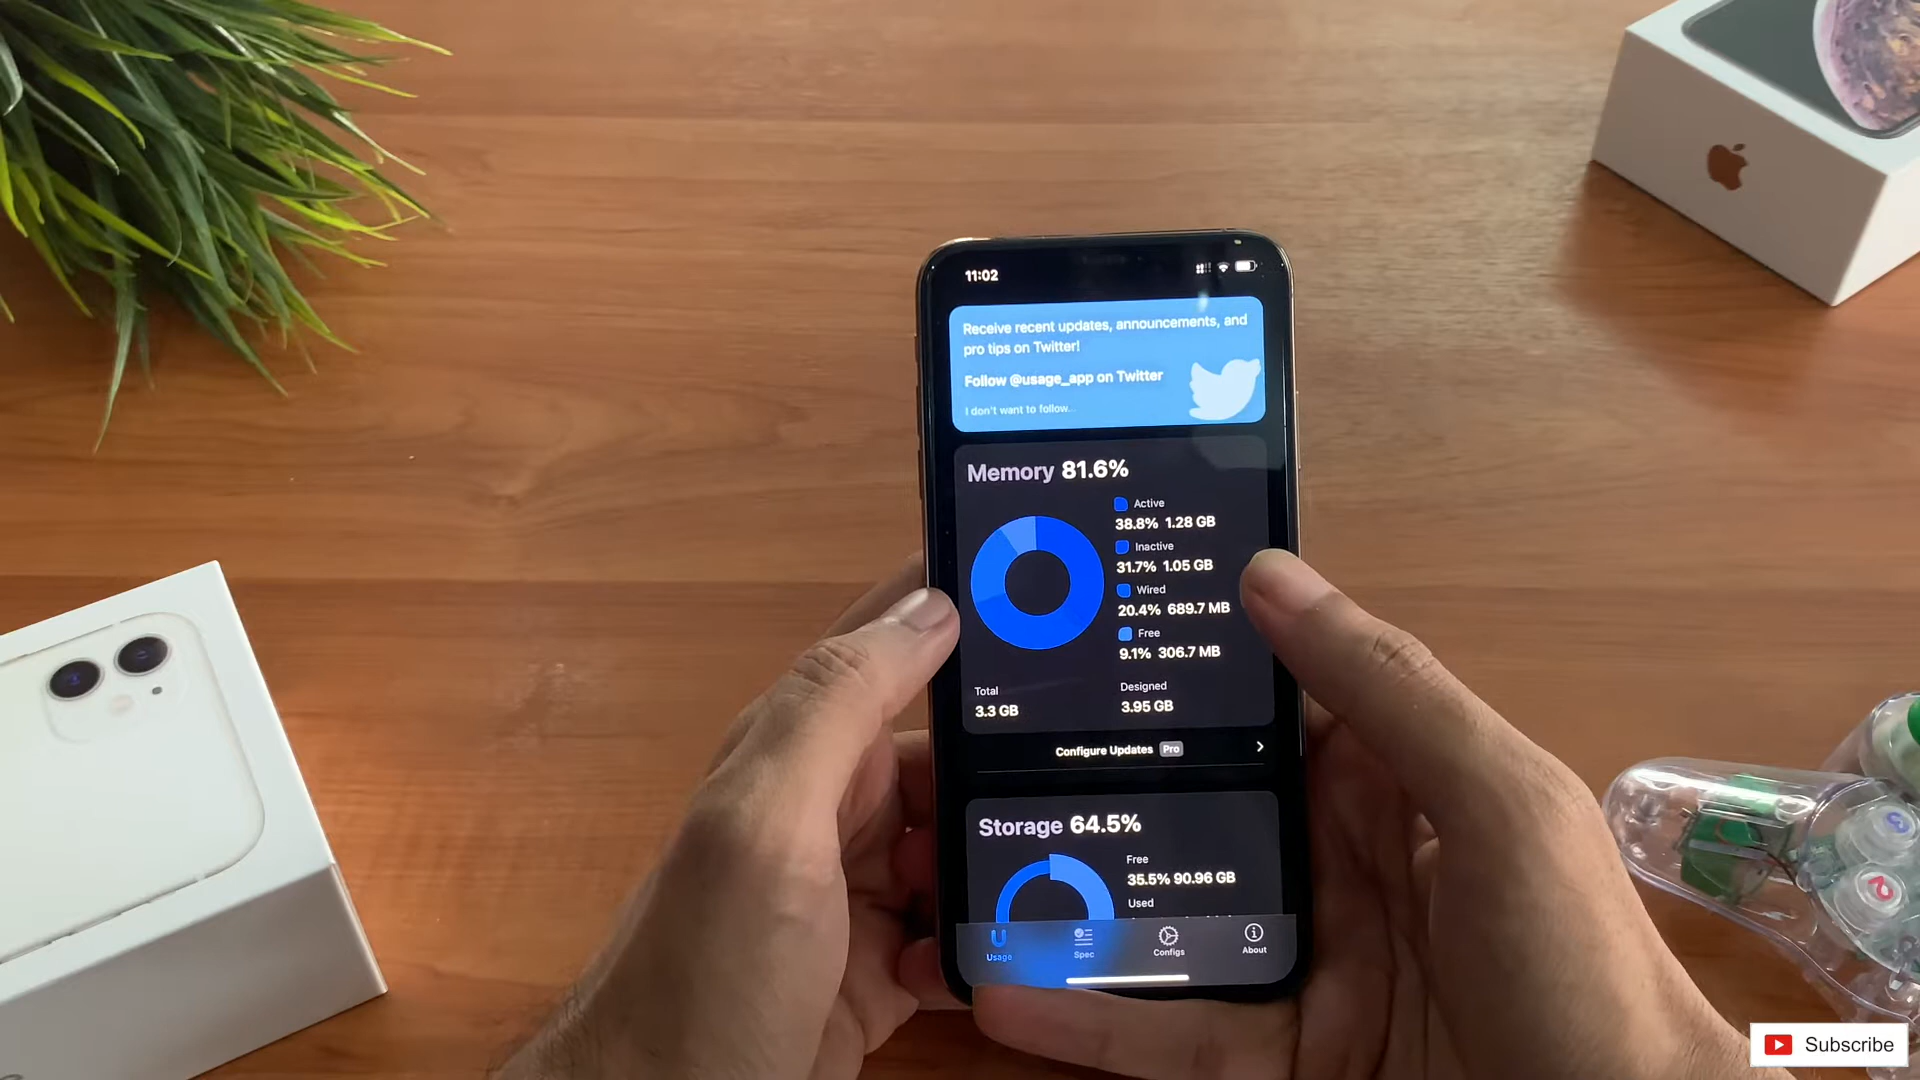 11:02
Receive recent updates, announcements, and
pro tips on Twitter!
Follow @usage_app on Twitter
I don't want to follow...
Memory 81.6%
Active
38.8% 1.28 GB
Inactive
31.7% 1.05 GB
Wired
20.4% 689.7 MB
Free
9.1% 306.7 MB
Total
3.3 GB
Designed
3.95 GB
Configure Updates Pro
Storage 64.5%
Free
35.5% 90.96 GB
Used
Usage
Spec
Configs
About
Subscribe